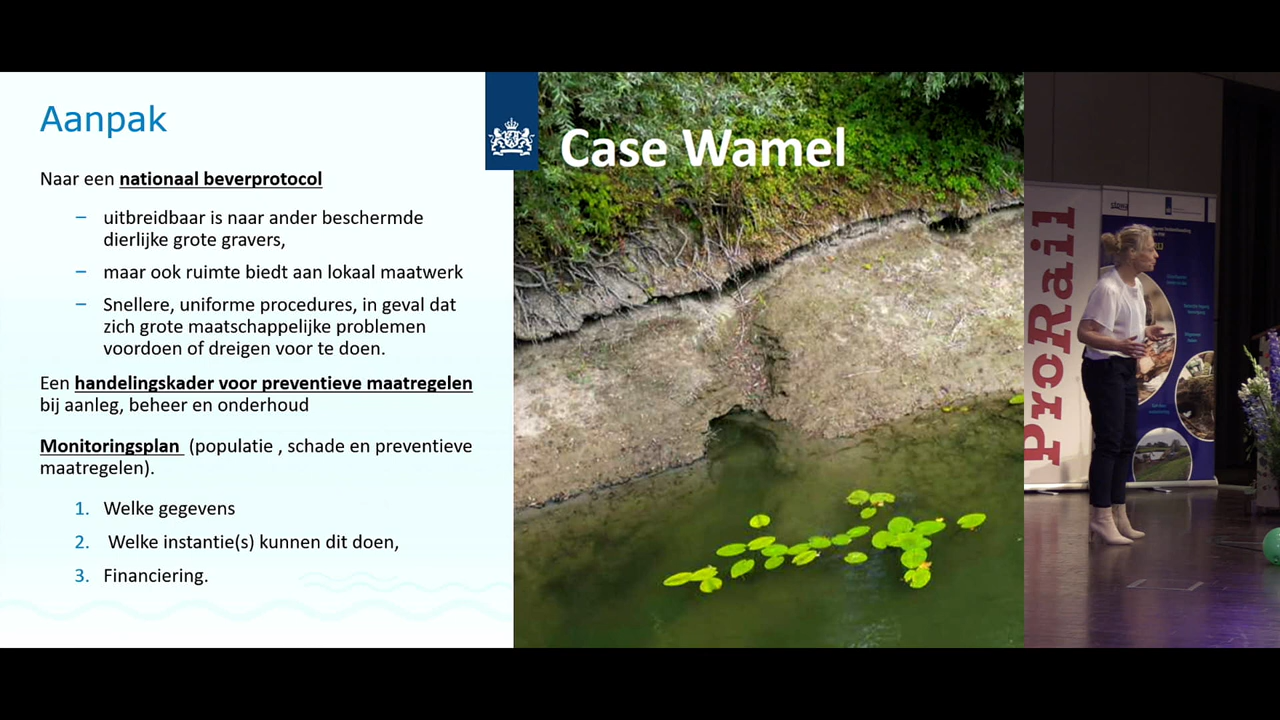 Aanpak
Naar een nationaal beverprotocol
– uitbreidbaar is naar ander beschermde
dierlijke grote gravers,
– maar ook ruimte biedt aan lokaal maatwerk
– Snellere, uniforme procedures, in geval dat
zich grote maatschappelijke problemen
voordoen of dreigen voor te doen.
Een handelingskader voor preventieve maatregelen
bij aanleg, beheer en onderhoud
Monitoringsplan (populatie , schade en preventieve
maatregelen).
1. Welke gegevens
2. Welke instantie(s) kunnen dit doen,
3. Financiering.
Case Wamel
ProRail